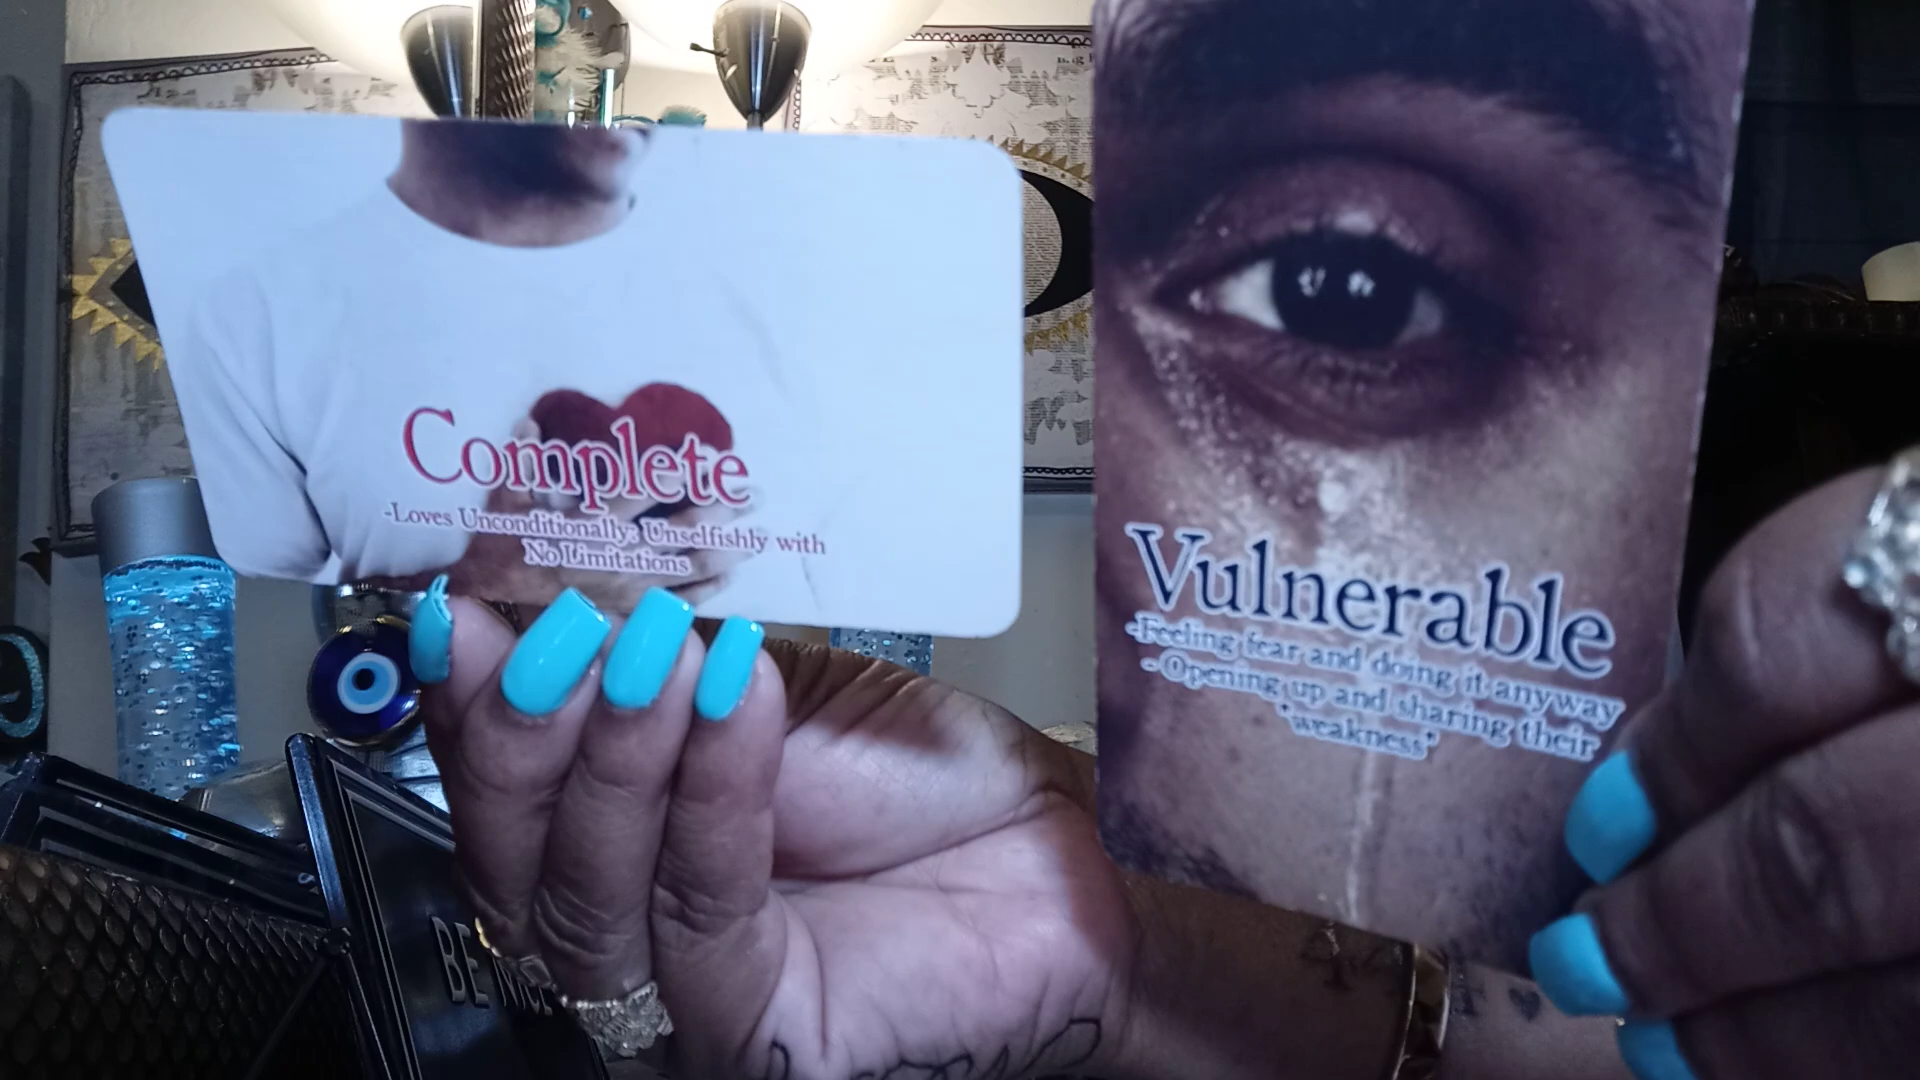 Complete
-Loves Unconditionally; Unselfishly with
No Limitations
Vulnerable
-Feeling fear and doing it anyway
- Opening up and sharing their
"weakness"
BE NICE